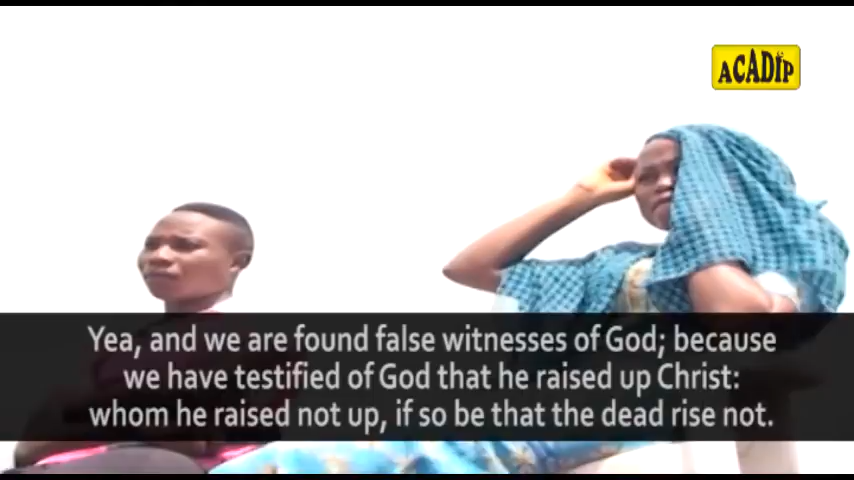 ACADIP
Yea, and we are found false witnesses of God; because
we have testified of God that he raised up Christ:
whom he raised not up, if so be that the dead rise not.